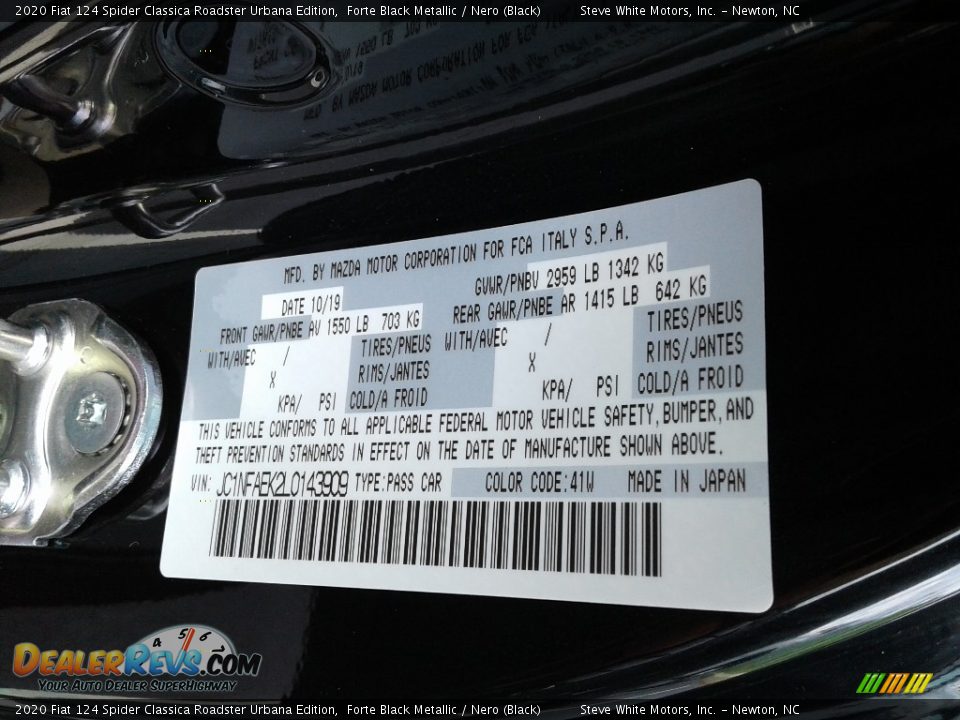 2020 Fiat 124 Spider Classica Roadster Urbana Edition,  Forte Black Metallic / Nero (Black)        Steve White Motors, Inc. - Newton, NC
MFD. BY MAZDA MOTOR CORPORATION FOR FCA ITALY S.P.A.
DATE 10/19 GVWR/PNBV 2959 LB 1342 KG
FRONT GAWR/PNBE AV 1550 LB 703 KG REAR GAWR/PNBE AR 1415 LB 642 KG
WITH/AVEC / TIRES/PNEUS WITH/AVEC / TIRES/PNEUS
X RIMS/JANTES X RIMS/JANTES
KPA/ PSI COLD/A FROID KPA/ PSI COLD/A FROID
THIS VEHICLE CONFORMS TO ALL APPLICABLE FEDERAL MOTOR VEHICLE SAFETY, BUMPER, AND
THEFT PREVENTION STANDARDS IN EFFECT ON THE DATE OF MANUFACTURE SHOWN ABOVE.
VIN: JC1NFAEK2L0143909 TYPE:PASS CAR COLOR CODE:41W MADE IN JAPAN
4 5 6
DEALERREVS.COM
YOUR AUTO DEALER SUPERHIGHWAY
2020 Fiat 124 Spider Classica Roadster Urbana Edition,  Forte Black Metallic / Nero (Black)        Steve White Motors, Inc. - Newton, NC